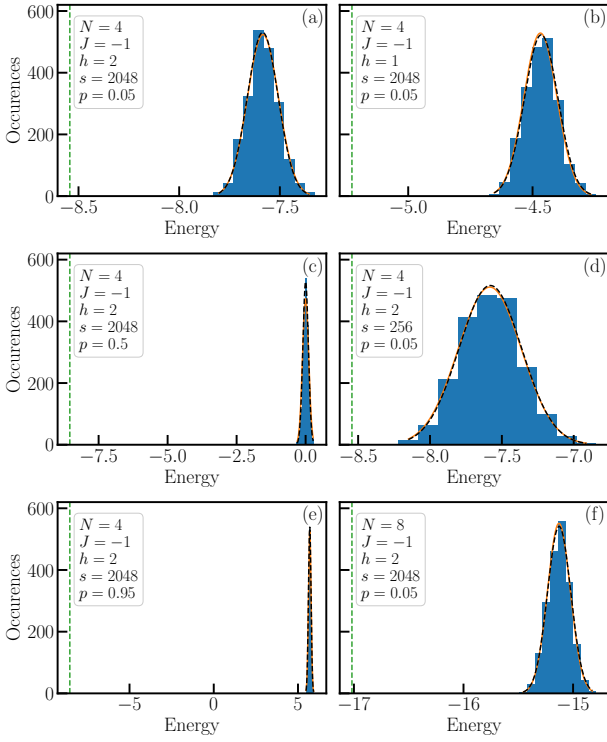 (a)
N = 4
J = −1
h = 2
s = 2048
p = 0.05
600
400
200
0
Occurences
−8.5
−8.0
−7.5
Energy
(b)
N = 4
J = −1
h = 1
s = 2048
p = 0.05
−5.0
−4.5
Energy
(c)
N = 4
J = −1
h = 2
s = 2048
p = 0.5
600
400
200
0
Occurences
−7.5
−5.0
−2.5
0.0
Energy
(d)
N = 4
J = −1
h = 2
s = 256
p = 0.05
−8.5
−8.0
−7.5
−7.0
Energy
(e)
N = 4
J = −1
h = 2
s = 2048
p = 0.95
600
400
200
0
Occurences
−5
0
5
Energy
(f)
N = 8
J = −1
h = 2
s = 2048
p = 0.05
−17
−16
−15
Energy